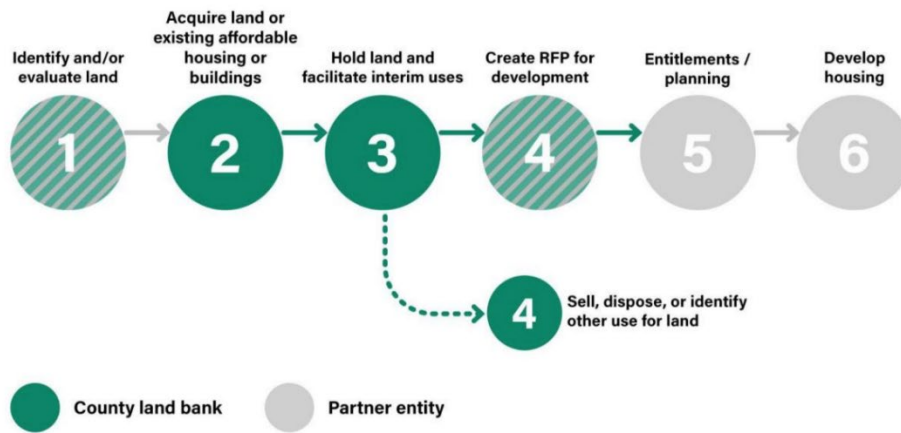 Identify and/or
evaluate land
Acquire land or
existing affordable
housing or
buildings
Hold land and
facilitate interim uses
Create RFP for
development
Entitlements /
planning
Develop
housing
1
2
3
4
5
6
4
Sell, dispose, or identify
other use for land
County land bank
Partner entity